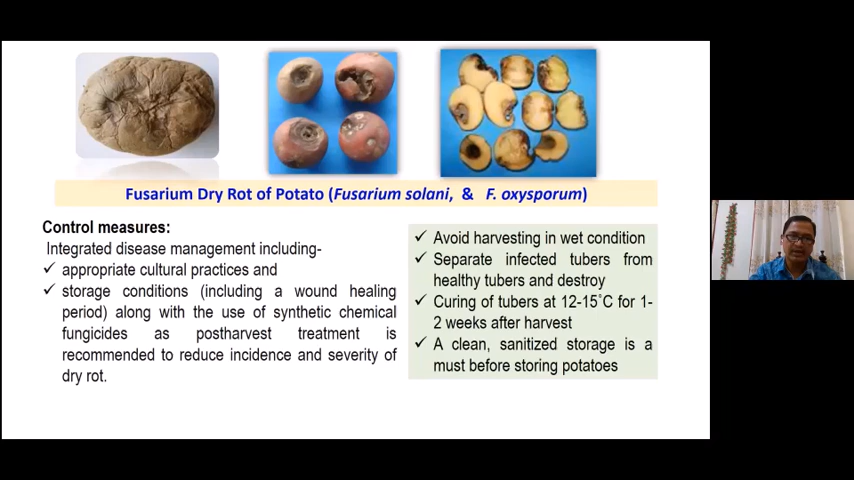 Fusarium Dry Rot of Potato (Fusarium solani, & F. oxysporum)
Control measures:
Integrated disease management including-
✓ appropriate cultural practices and
✓ storage conditions (including a wound healing
period) along with the use of synthetic chemical
fungicides as postharvest treatment is
recommended to reduce incidence and severity of
dry rot.
✓ Avoid harvesting in wet condition
✓ Separate infected tubers from
healthy tubers and destroy
✓ Curing of tubers at 12-15°C for 1-
2 weeks after harvest
✓ A clean, sanitized storage is a
must before storing potatoes